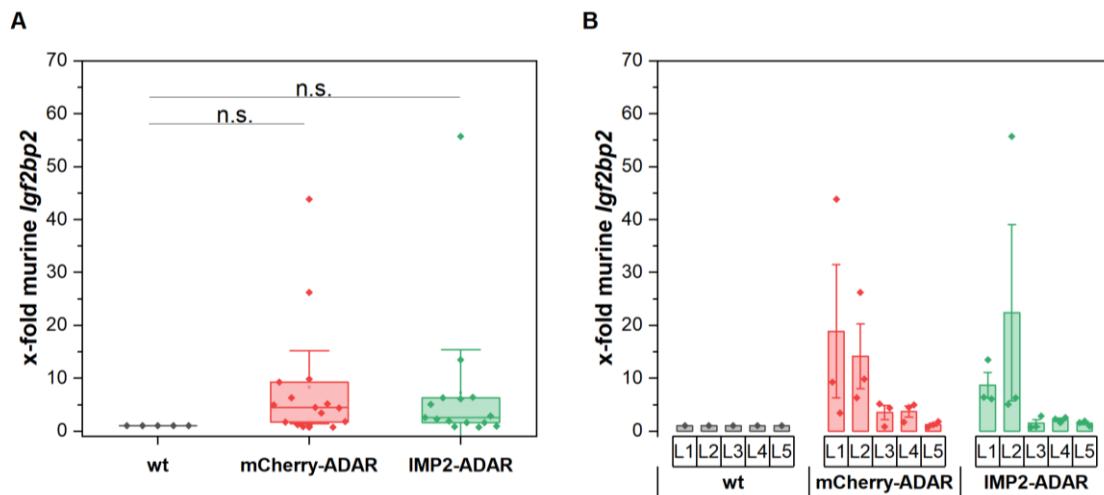 A
x-fold murine Igf2bp2
70
60
50
40
30
20
10
0
n.s.
n.s.
wt
mCherry-ADAR
IMP2-ADAR
B
x-fold murine Igf2bp2
70
60
50
40
30
20
10
0
L1 L2 L3 L4 L5
L1 L2 L3 L4 L5
L1 L2 L3 L4 L5
wt
mCherry-ADAR
IMP2-ADAR